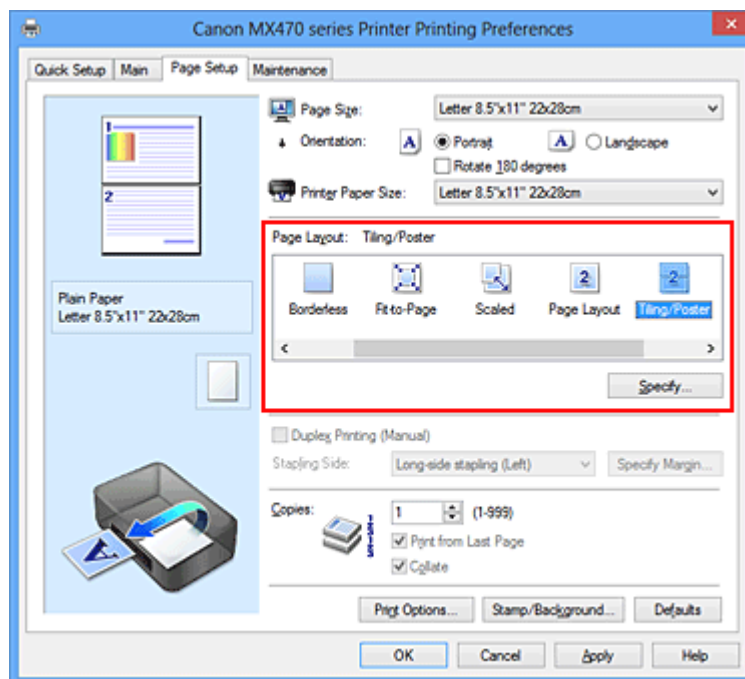 Canon MX470 series Printer Printing Preferences
Quick Setup Main Page Setup Maintenance
1
2
Page Size: Letter 8.5"x11" 22x28cm
Orientation: A Portrait A Landscape
Rotate 180 degrees
Printer Paper Size: Letter 8.5"x11" 22x28cm
Page Layout: Tiling/Poster
2 2
Borderless Fit-to-Page Scaled Page Layout Tiling/Poster
Specify...
Plain Paper
Letter 8.5"x11" 22x28cm
Duplex Printing (Manual)
Stapling Side: Long-side stapling (Left) Specify Margin...
Copies: 1 (1-999)
Print from Last Page
Collate
A
Print Options... Stamp/Background... Defaults
OK Cancel Apply Help